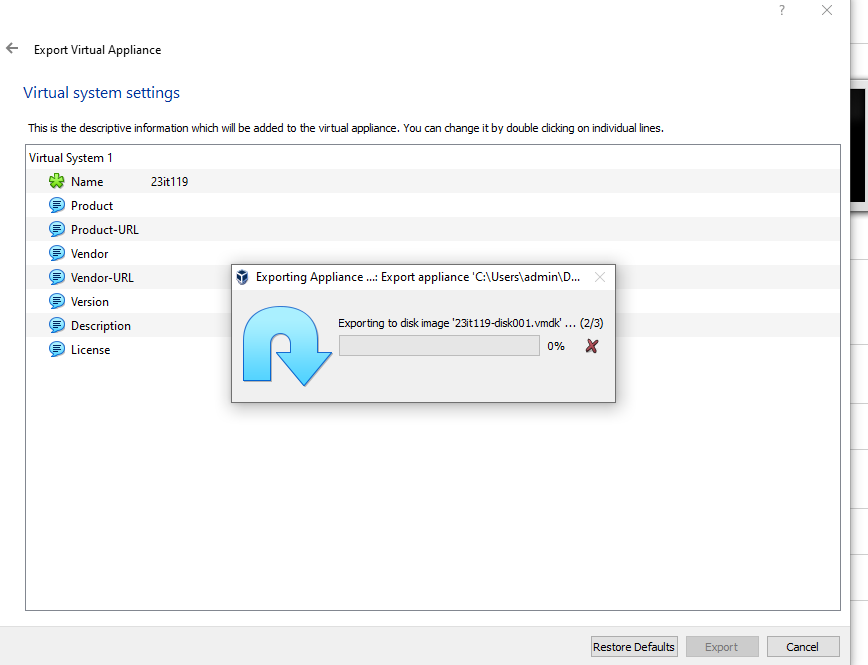 ?
Export Virtual Appliance
Virtual system settings
This is the descriptive information which will be added to the virtual appliance. You can change it by double clicking on individual lines.
Virtual System 1
Name 23it119
Product
Product-URL
Vendor
Vendor-URL
Version
Description
License
Exporting Appliance ...: Export appliance 'C:\Users\admin\D...
Exporting to disk image '23it119-disk001.vmdk' ... (2/3)
0%
Restore Defaults Export Cancel